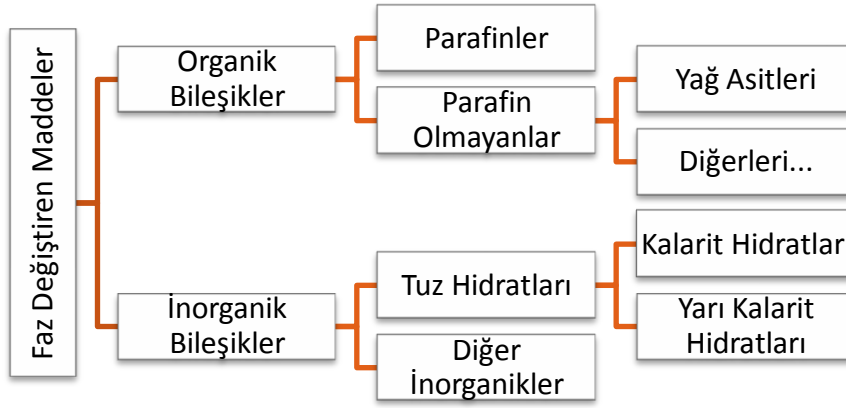 Faz Değiştiren Maddeler
Organik
Bileşikler
Parafinler
Parafin
Olmayanlar
Yağ Asitleri
Diğerleri...
İnorganik
Bileşikler
Tuz Hidratları
Kalarit Hidratlar
Yarı Kalarit
Hidratları
Diğer
İnorganikler